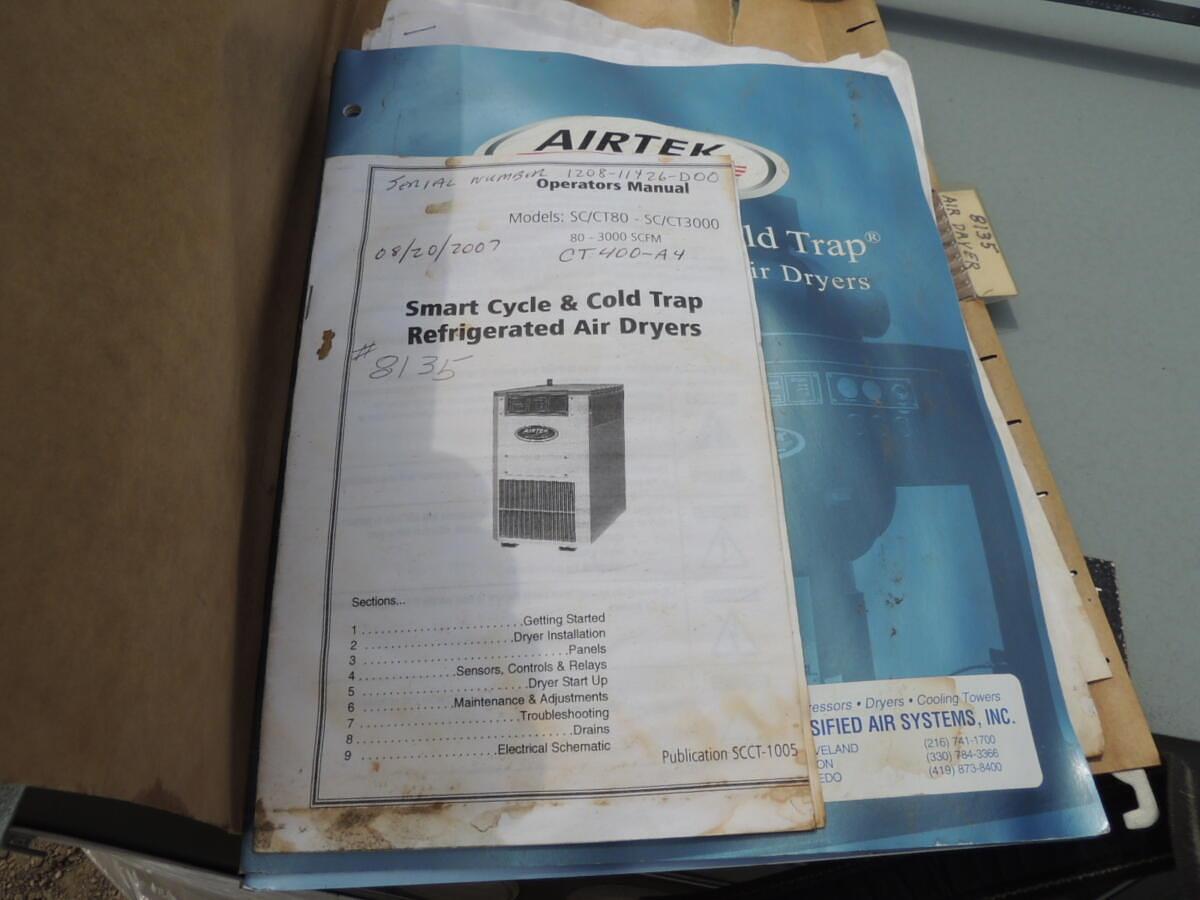 AIRTEK
SERIAL NUMBER 1208-11426-D00
Operators Manual
Models: SC/CT80 - SC/CT3000
80 - 3000 SCFM
08/20/2007 CT400-A4
Smart Cycle & Cold Trap
Refrigerated Air Dryers
# 8135
AIRTEK
Sections...
1 ........................Getting Started
2 ........................Dryer Installation
3 ........................Panels
4 ........................Sensors, Controls & Relays
5 ........................Dryer Start Up
6 ........................Maintenance & Adjustments
7 ........................Troubleshooting
8 ........................Drains
9 ........................Electrical Schematic
Publication SCCT-1005
ld Trap®
ir Dryers
8135
AIR DRYER
ressors • Dryers • Cooling Towers
SIFIED AIR SYSTEMS, INC.
VELAND (216) 741-1700
ON (330) 784-3366
EDO (419) 873-8400